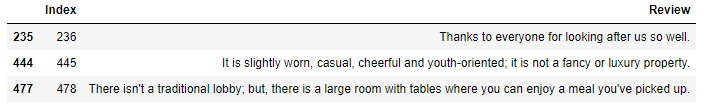 Index Review
235 236 Thanks to everyone for looking after us so well.
444 445 It is slightly worn, casual, cheerful and youth-oriented; it is not a fancy or luxury property.
477 478 There isn't a traditional lobby; but, there is a large room with tables where you can enjoy a meal you've picked up.